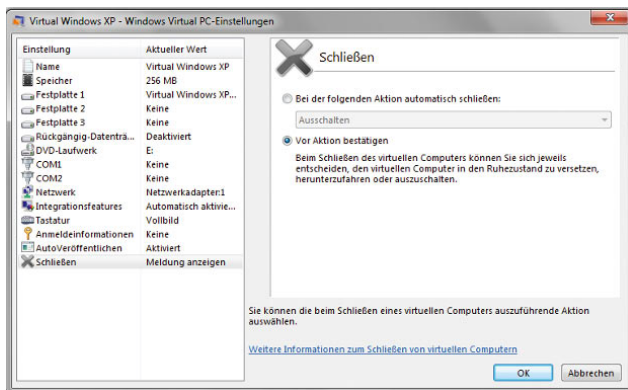 Virtual Windows XP - Windows Virtual PC-Einstellungen
Einstellung Aktueller Wert
Name Virtual Windows XP
Speicher 256 MB
Festplatte 1 Virtual Windows XP...
Festplatte 2 Keine
Festplatte 3 Keine
Rückgängig-Datenträ... Deaktiviert
DVD-Laufwerk E:
COM1 Keine
COM2 Keine
Netzwerk Netzwerkadapter:1
Integrationsfeatures Automatisch aktivie...
Tastatur Vollbild
Anmeldeinformationen Keine
AutoVeröffentlichen Aktiviert
Schließen Meldung anzeigen
Schließen
Bei der folgenden Aktion automatisch schließen:
Ausschalten
Vor Aktion bestätigen
Beim Schließen des virtuellen Computers können Sie sich jeweils
entscheiden, den virtuellen Computer in den Ruhezustand zu versetzen,
herunterzufahren oder auszuschalten.
Sie können die beim Schließen eines virtuellen Computers auszuführende Aktion
auswählen.
Weitere Informationen zum Schließen von virtuellen Computern
OK Abbrechen